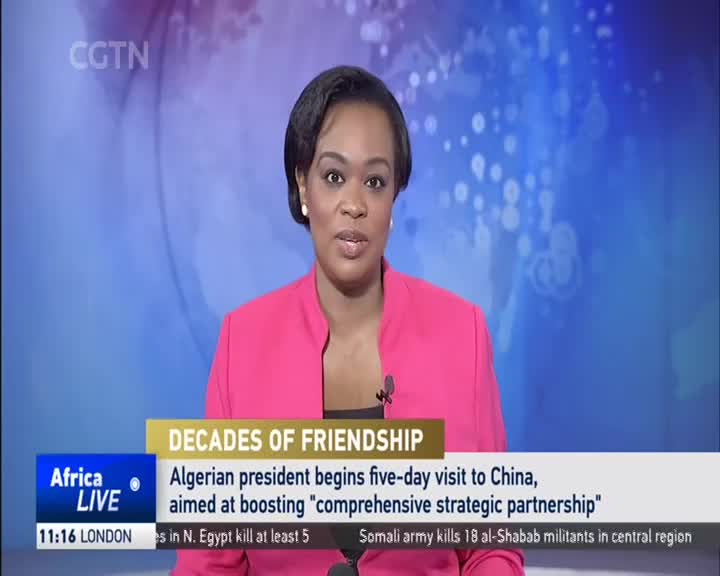 CGTN
DECADES OF FRIENDSHIP
Algerian president begins five-day visit to China,
aimed at boosting "comprehensive strategic partnership"
Africa
LIVE
11:16 LONDON
es in N. Egypt kill at least 5 Somali army kills 18 al-Shabab militants in central region